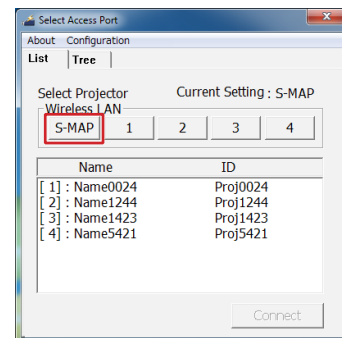 Select Access Port
x
About Configuration
List Tree
Select Projector Current Setting : S-MAP
Wireless LAN
S-MAP 1 2 3 4
Name ID
[ 1] : Name0024 Proj0024
[ 2] : Name1244 Proj1244
[ 3] : Name1423 Proj1423
[ 4] : Name5421 Proj5421
Connect